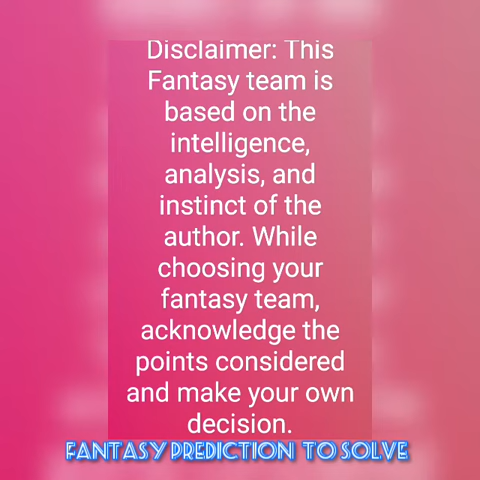 Disclaimer: This
Fantasy team is
based on the
intelligence,
analysis, and
instinct of the
author. While
choosing your
fantasy team,
acknowledge the
points considered
and make your own
decision.
FANTASY PREDICTION TO SOLVE